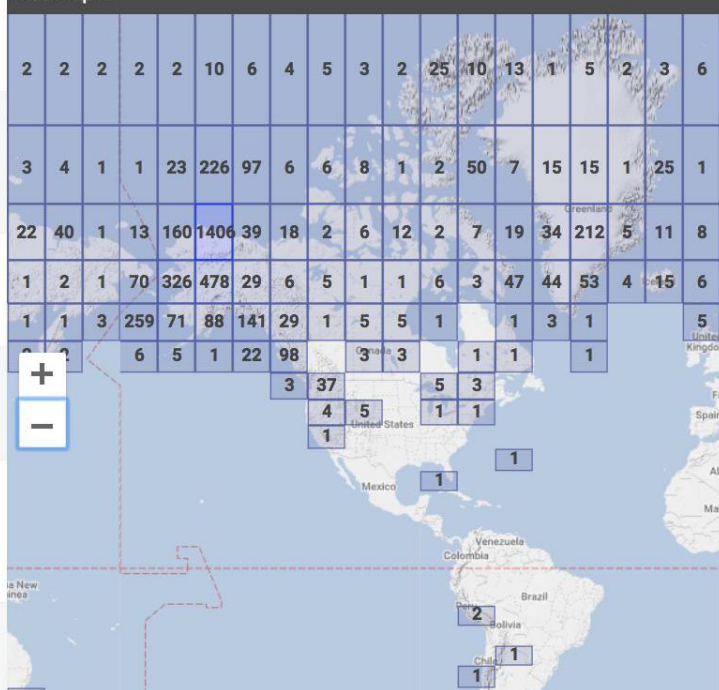 2 2 2 2 2 10 6 4 5 3 2 25 10 13 1 5 2 3 6
3 4 1 1 23 226 97 6 6 8 1 2 50 7 15 15 1 25 1
Greenland
22 40 1 13 160 1406 39 18 2 6 12 2 7 19 34 212 5 11 8
1 2 1 70 326 478 29 6 5 1 1 6 3 47 44 53 4 15 6
1 1 3 259 71 88 141 29 1 5 5 1 1 3 1 5
United
Kingdo
6 5 1 22 98 Canada 3 3 1 1 1
+
3 37 5 3
−
4 5 1 1
United States
Spain
1
1
1
Mexico
Venezuela
Colombia
Brazil
2
Bolivia
1
Chile
1